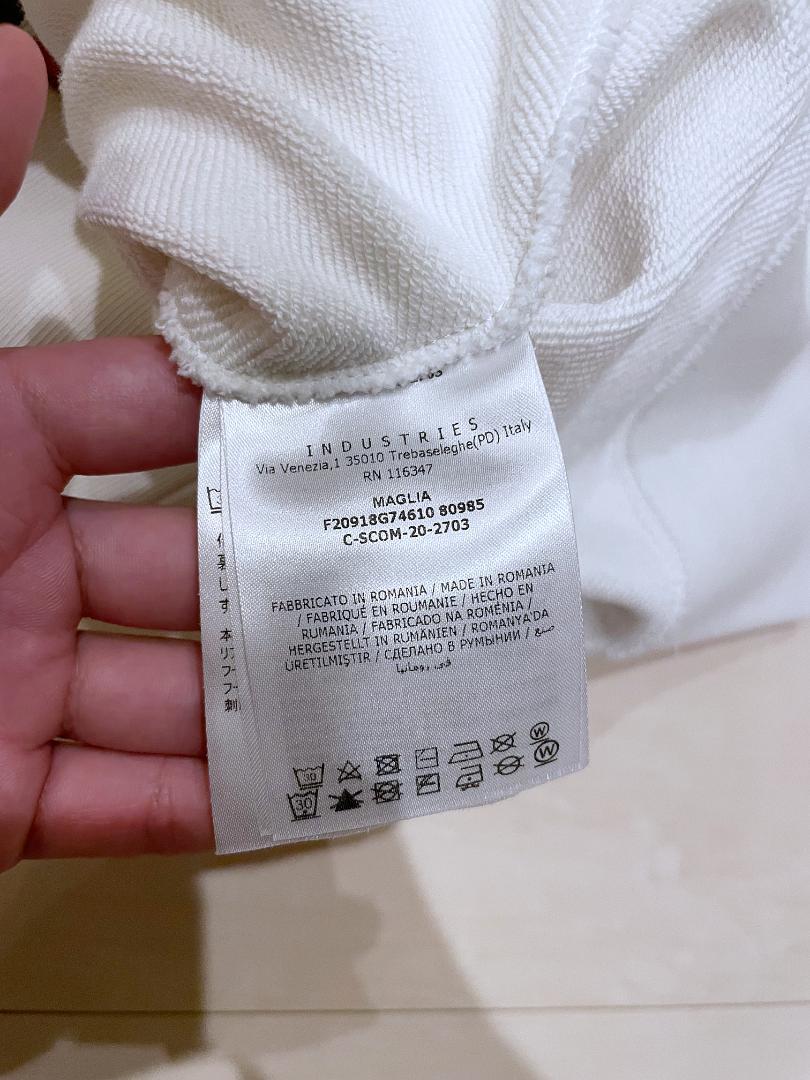 INDUSTRIES
Via Venezia,1 35010 Trebaseleghe(PD) Italy
RN 116347
MAGLIA
F20918G74610 80985
C-SCOM-20-2703
FABBRICATO IN ROMANIA / MADE IN ROMANIA
/ FABRIQUÉ EN ROUMANIE / HECHO EN
RUMANIA / FABRICADO NA ROMÉNIA /
HERGESTELLT IN RUMÄNIEN / ROMANYA'DA
ÜRETILMIŞTIR / СДЕЛАНО В РУМЫНИИ / صنع
في رومانيا
30 W
30 W